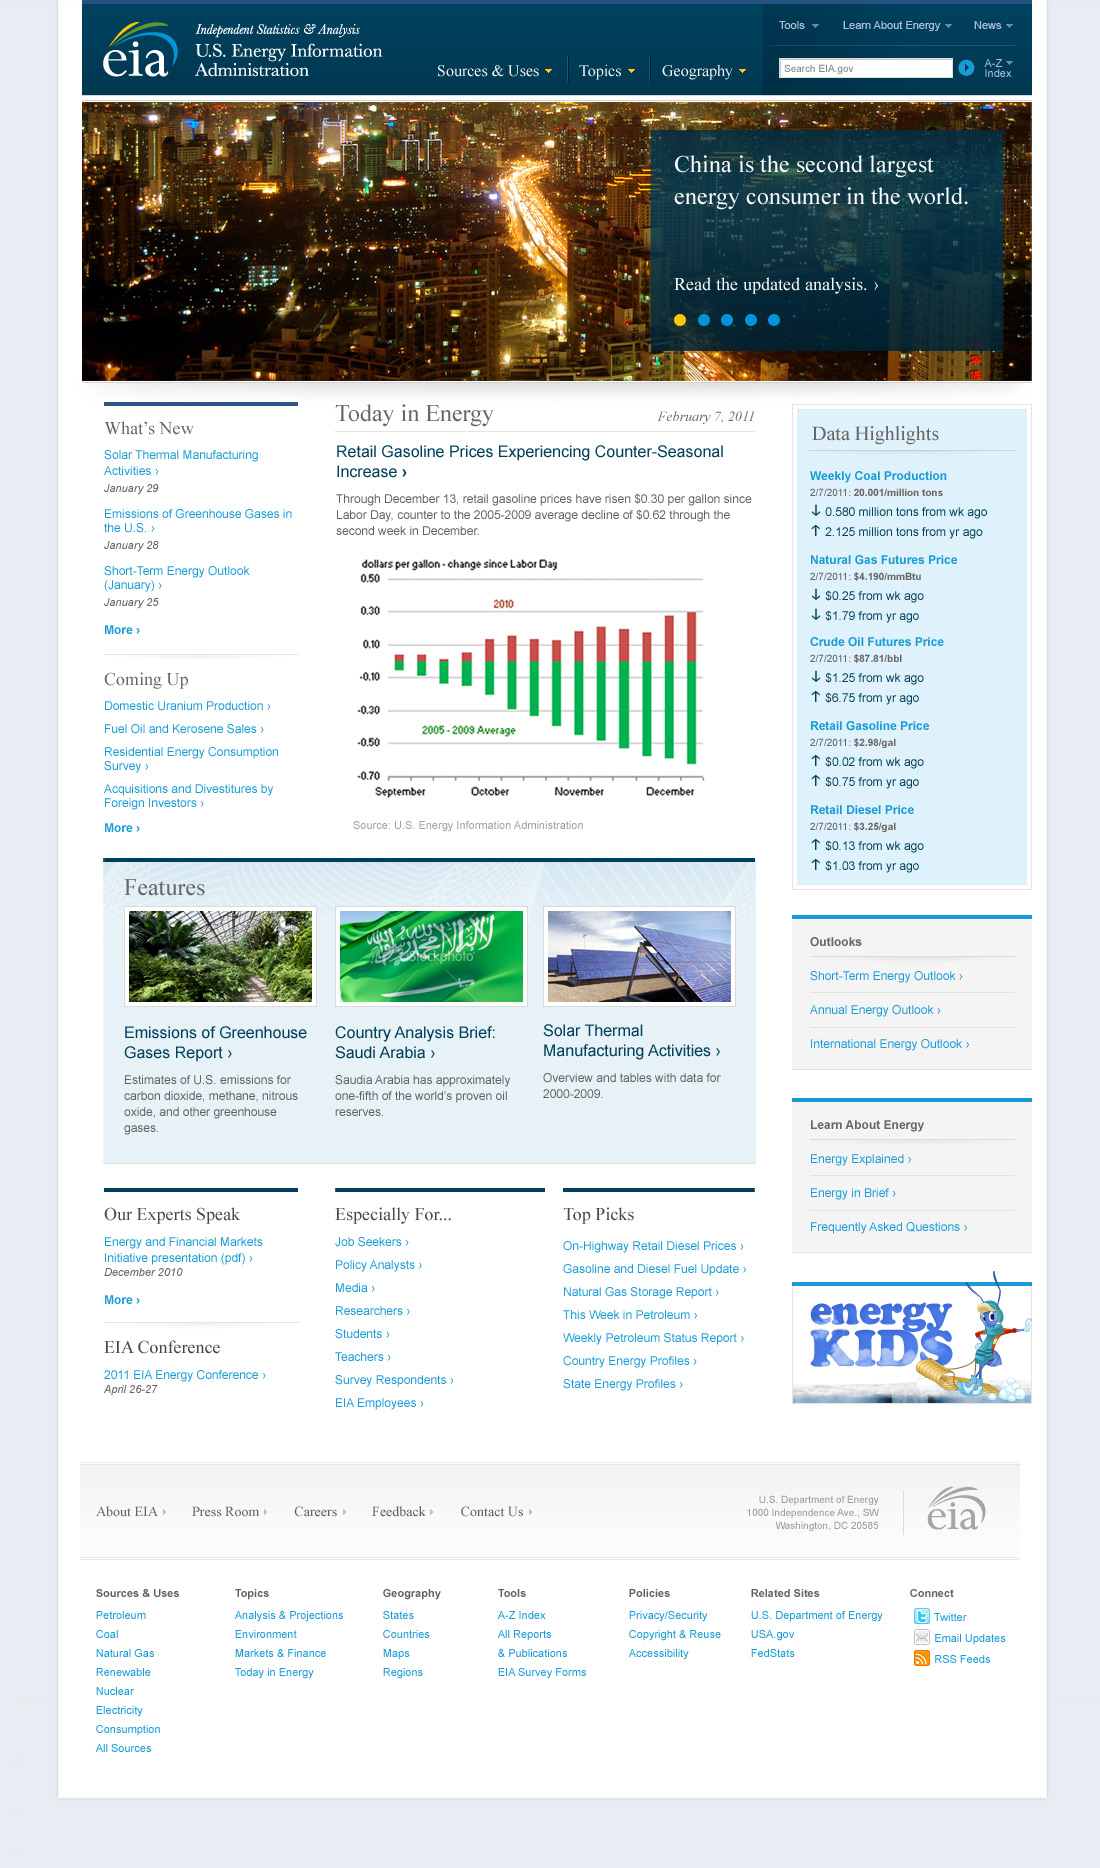 eia
Independent Statistics & Analysis
U.S. Energy Information
Administration
Sources & Uses
Topics
Geography
Tools
Learn About Energy
News
Search EIA.gov
A-Z
Index
China is the second largest
energy consumer in the world.
Read the updated analysis. ›
What's New
Solar Thermal Manufacturing
Activities ›
January 29
Emissions of Greenhouse Gases in
the U.S. ›
January 28
Short-Term Energy Outlook
(January) ›
January 25
More ›
Coming Up
Domestic Uranium Production ›
Fuel Oil and Kerosene Sales ›
Residential Energy Consumption
Survey ›
Acquisitions and Divestitures by
Foreign Investors ›
More ›
Today in Energy
February 7, 2011
Retail Gasoline Prices Experiencing Counter-Seasonal
Increase ›
Through December 13, retail gasoline prices have risen $0.30 per gallon since
Labor Day, counter to the 2005-2009 average decline of $0.62 through the
second week in December.
dollars per gallon - change since Labor Day
0.50
0.30
0.10
-0.10
-0.30
-0.50
-0.70
2010
2005 - 2009 Average
September
October
November
December
Source: U.S. Energy Information Administration
Data Highlights
Weekly Coal Production
2/7/2011: 20.001/million tons
↓ 0.580 million tons from wk ago
↑ 2.125 million tons from yr ago
Natural Gas Futures Price
2/7/2011: $4.190/mmBtu
↓ $0.25 from wk ago
↓ $1.79 from yr ago
Crude Oil Futures Price
2/7/2011: $87.81/bbl
↓ $1.25 from wk ago
↑ $6.75 from yr ago
Retail Gasoline Price
2/7/2011: $2.98/gal
↑ $0.02 from wk ago
↑ $0.75 from yr ago
Retail Diesel Price
2/7/2011: $3.25/gal
↑ $0.13 from wk ago
↑ $1.03 from yr ago
Features
iStockphoto
Emissions of Greenhouse
Gases Report ›
Estimates of U.S. emissions for
carbon dioxide, methane, nitrous
oxide, and other greenhouse
gases.
Country Analysis Brief:
Saudi Arabia ›
Saudia Arabia has approximately
one-fifth of the world's proven oil
reserves.
Solar Thermal
Manufacturing Activities ›
Overview and tables with data for
2000-2009.
Outlooks
Short-Term Energy Outlook ›
Annual Energy Outlook ›
International Energy Outlook ›
Learn About Energy
Energy Explained ›
Energy in Brief ›
Frequently Asked Questions ›
energy
KIDS
Our Experts Speak
Energy and Financial Markets
Initiative presentation (pdf) ›
December 2010
More ›
EIA Conference
2011 EIA Energy Conference ›
April 26-27
Especially For...
Job Seekers ›
Policy Analysts ›
Media ›
Researchers ›
Students ›
Teachers ›
Survey Respondents ›
EIA Employees ›
Top Picks
On-Highway Retail Diesel Prices ›
Gasoline and Diesel Fuel Update ›
Natural Gas Storage Report ›
This Week in Petroleum ›
Weekly Petroleum Status Report ›
Country Energy Profiles ›
State Energy Profiles ›
About EIA
Press Room
Careers
Feedback
Contact Us
U.S. Department of Energy
1000 Independence Ave., SW
Washington, DC 20585
eia
Sources & Uses
Petroleum
Coal
Natural Gas
Renewable
Nuclear
Electricity
Consumption
All Sources
Topics
Analysis & Projections
Environment
Markets & Finance
Today in Energy
Geography
States
Countries
Maps
Regions
Tools
A-Z Index
All Reports
& Publications
EIA Survey Forms
Policies
Privacy/Security
Copyright & Reuse
Accessibility
Related Sites
U.S. Department of Energy
USA.gov
FedStats
Connect
Twitter
Email Updates
RSS Feeds